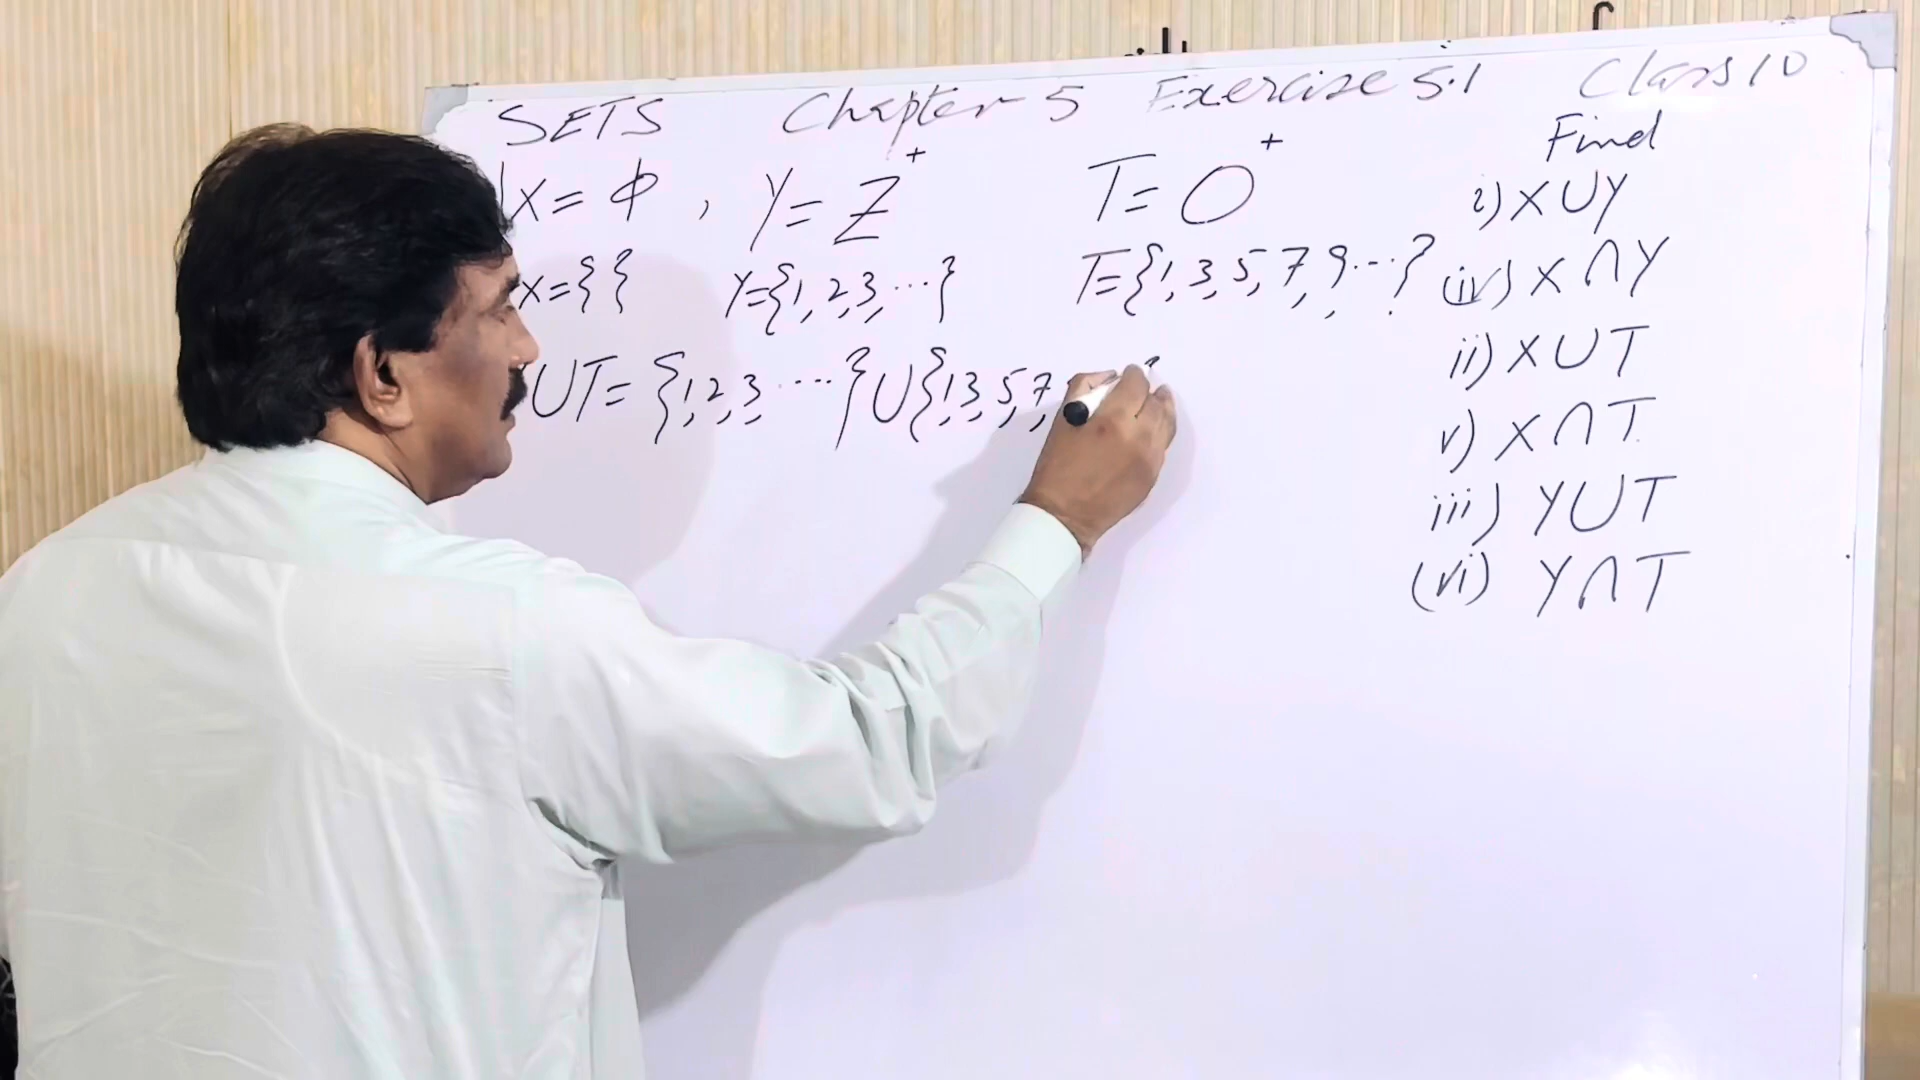 SETS Chapter 5 Exercise 5.1 Class 10
Find
X = ϕ , Y = Z⁺ T = O⁺
i) X ∪ Y
X = { { Y = {1, 2, 3, ... } T = {1, 3, 5, 7, 9, ... }
(iv) X ∩ Y
∪ T = {1, 2, 3, .... } ∪ {1, 3, 5, 7,
ii) X ∪ T
v) X ∩ T
iii) Y ∪ T
(vi) Y ∩ T